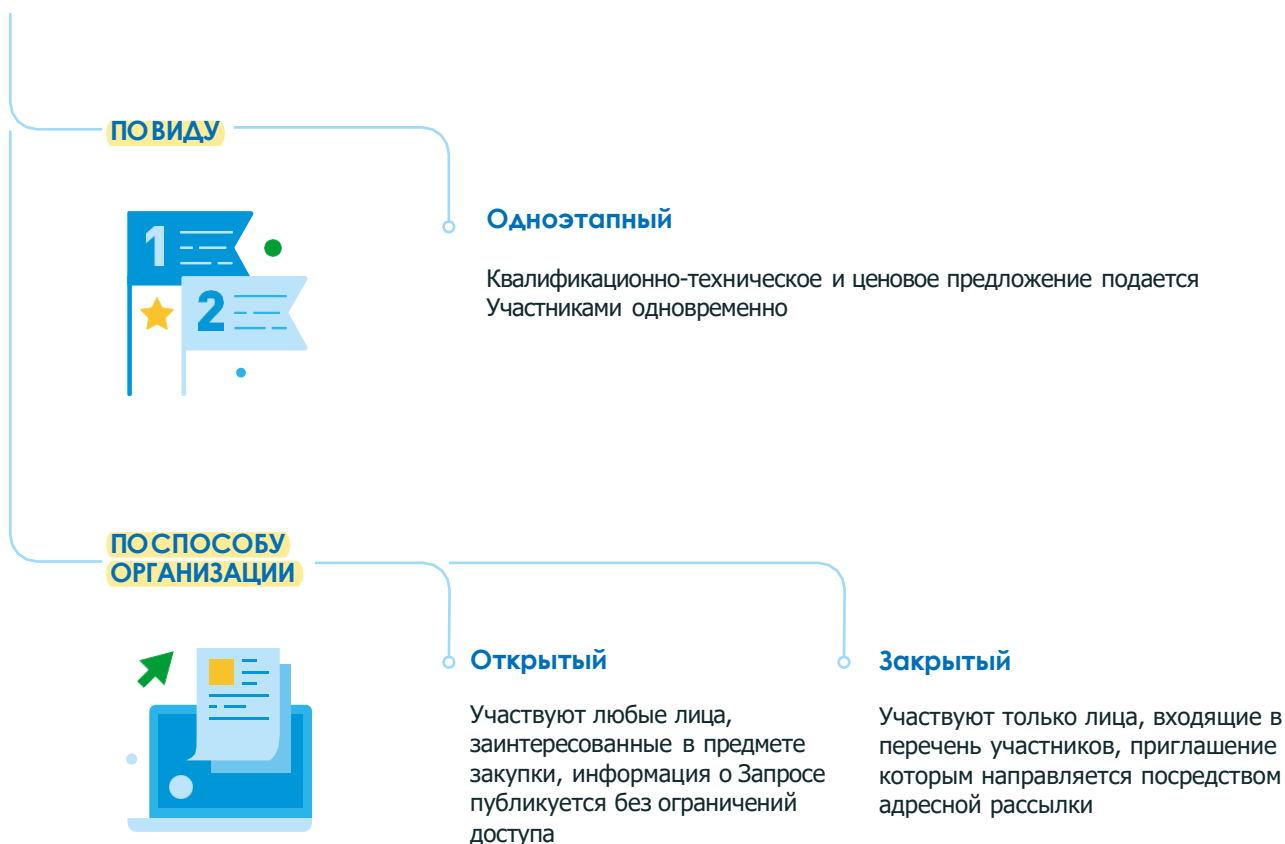 ПО ВИДУ
1
2
Одноэтапный
Квалификационно-техническое и ценовое предложение подается
Участниками одновременно
ПО СПОСОБУ
ОРГАНИЗАЦИИ
Открытый
Участвуют любые лица,
заинтересованные в предмете
закупки, информация о Запросе
публикуется без ограничений
доступа
Закрытый
Участвуют только лица, входящие в
перечень участников, приглашение
которым направляется посредством
адресной рассылки